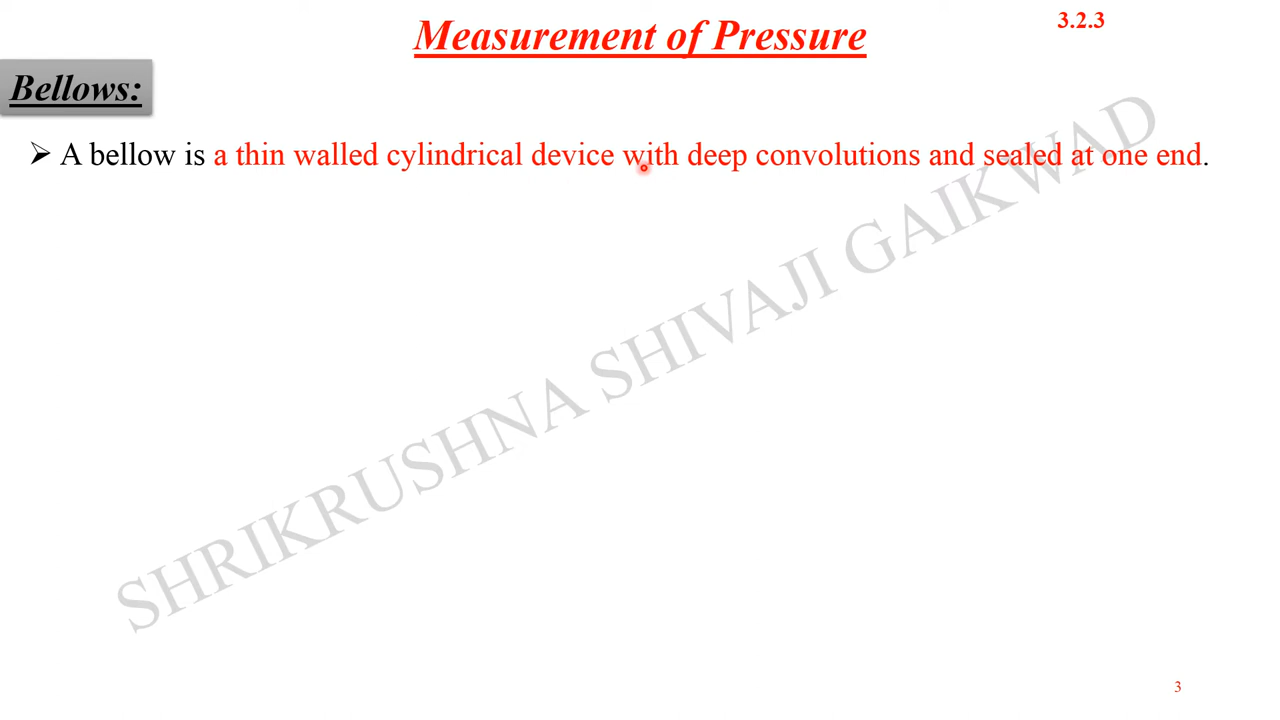 Measurement of Pressure
3.2.3
Bellows:
➢ A bellow is a thin walled cylindrical device with deep convolutions and sealed at one end.
SHRIKRUSHNA SHIVAJI GAIKWAD
3